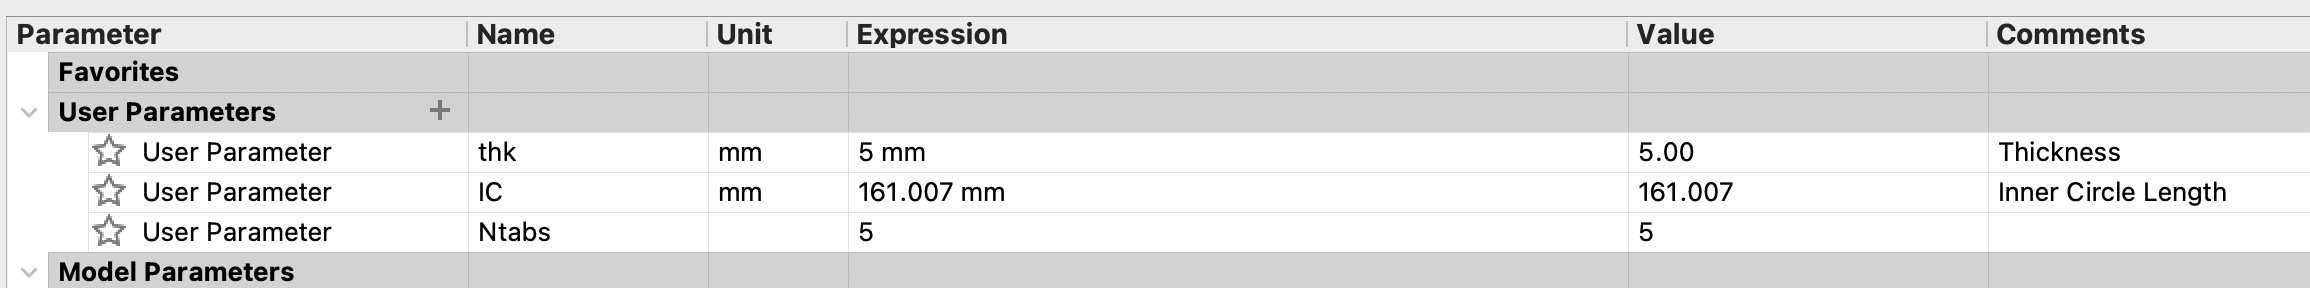 Parameter Name Unit Expression Value Comments
Favorites
User Parameters +
User Parameter thk mm 5 mm 5.00 Thickness
User Parameter IC mm 161.007 mm 161.007 Inner Circle Length
User Parameter Ntabs 5 5
Model Parameters